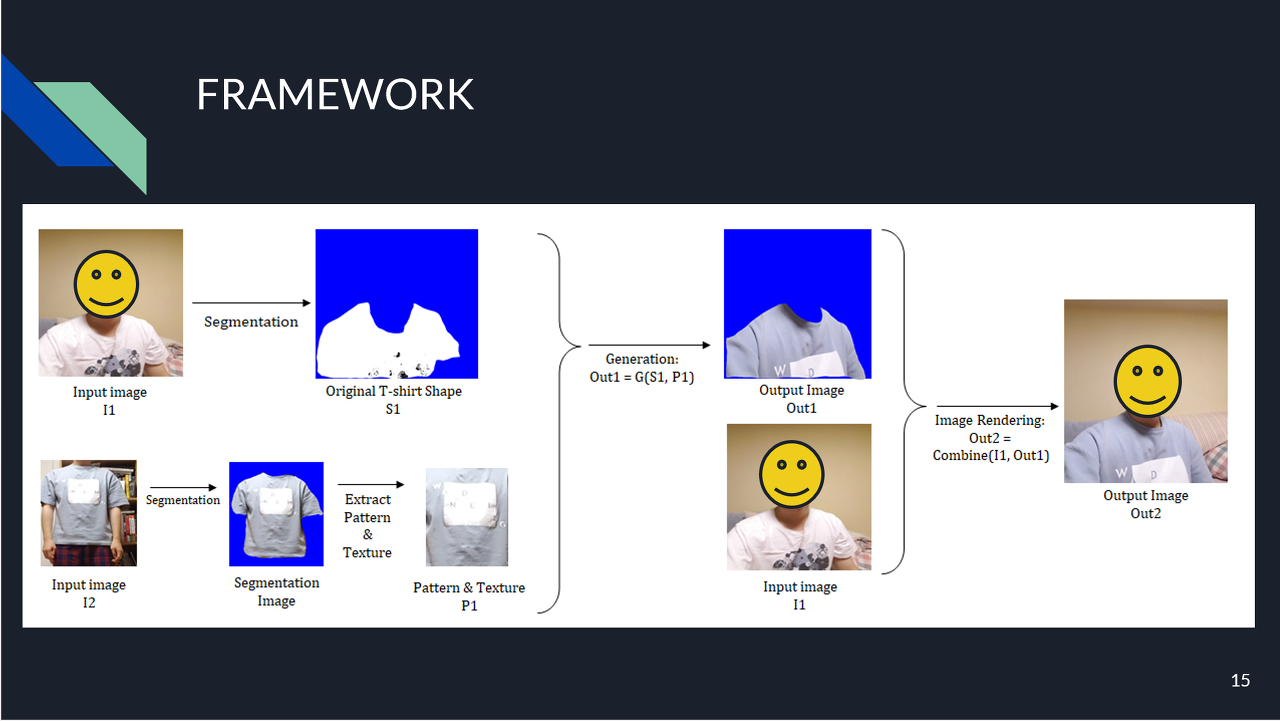 FRAMEWORK
Segmentation
Input image
I1
Original T-shirt Shape
S1
Segmentation
Extract
Pattern
&
Texture
Input image
I2
Segmentation
Image
Pattern & Texture
P1
Generation:
Out1 = G(S1, P1)
W D
Output Image
Out1
Input image
I1
Image Rendering:
Out2 =
Combine(I1, Out1)
W D
Output Image
Out2
15